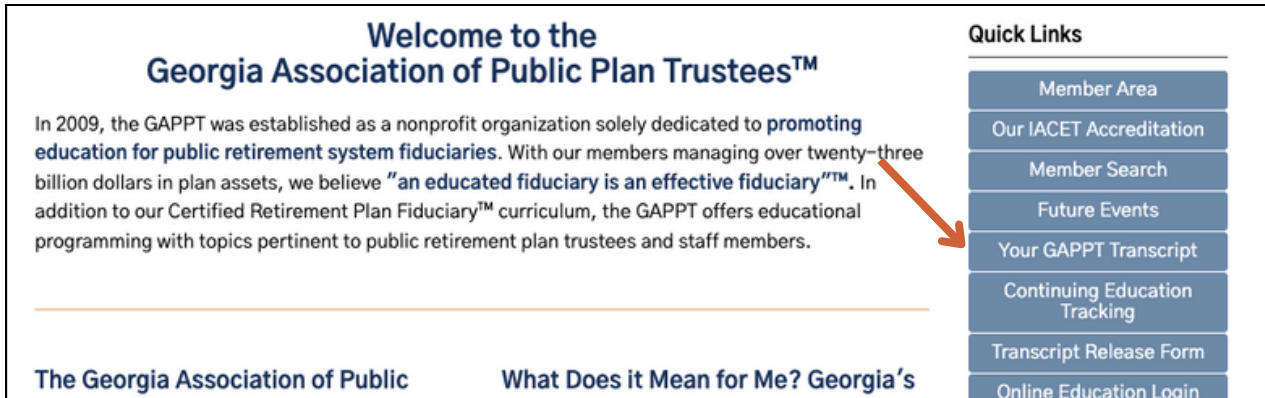 Welcome to the
Georgia Association of Public Plan Trustees™
In 2009, the GAPPT was established as a nonprofit organization solely dedicated to promoting
education for public retirement system fiduciaries. With our members managing over twenty-three
billion dollars in plan assets, we believe "an educated fiduciary is an effective fiduciary"™. In
addition to our Certified Retirement Plan Fiduciary™ curriculum, the GAPPT offers educational
programming with topics pertinent to public retirement plan trustees and staff members.
The Georgia Association of Public
What Does it Mean for Me? Georgia's
Quick Links
Member Area
Our IACET Accreditation
Member Search
Future Events
Your GAPPT Transcript
Continuing Education
Tracking
Transcript Release Form
Online Education Login